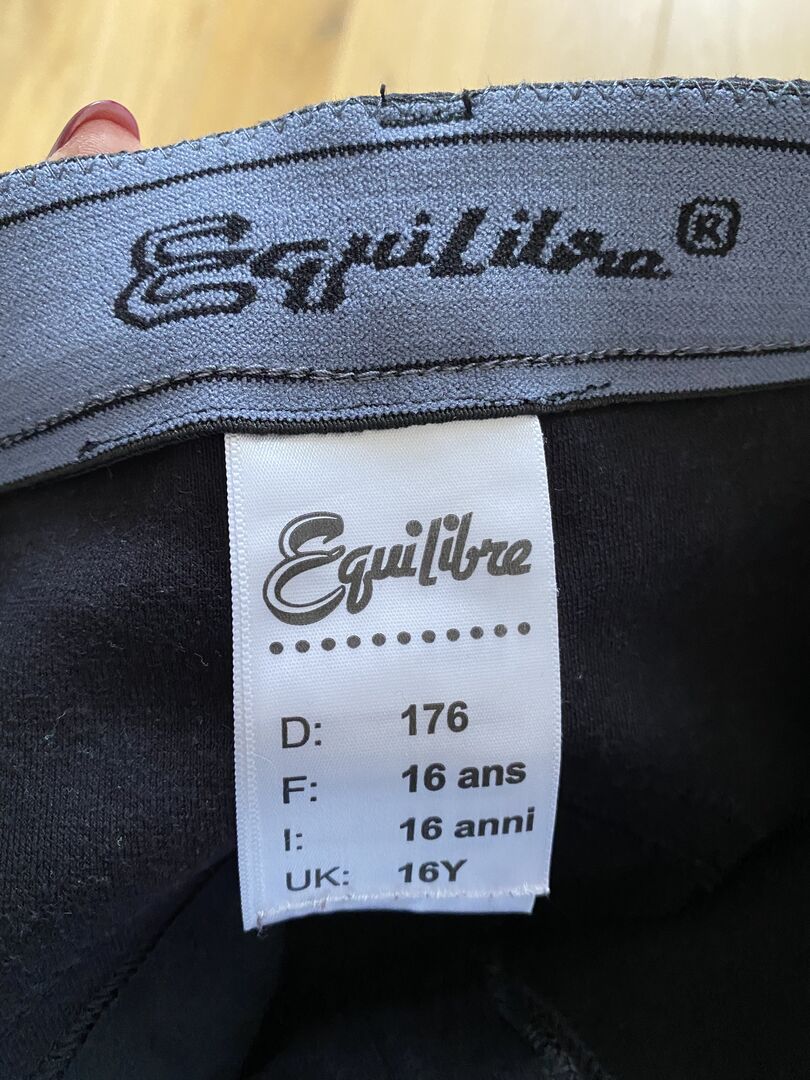 Equilibre®
Equilibre
D: 176
F: 16 ans
I: 16 anni
UK: 16Y